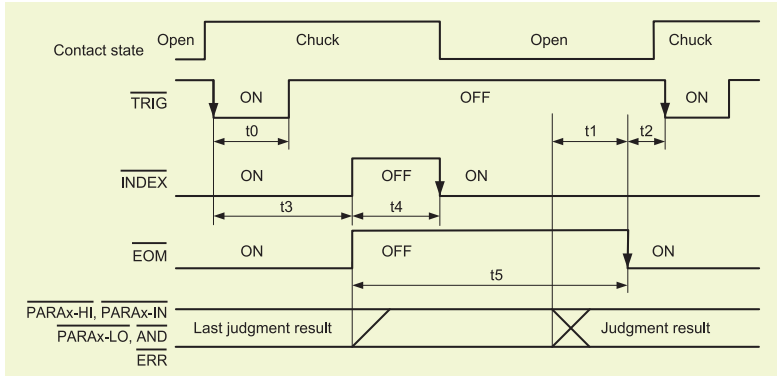 Contact state Open Chuck Open Chuck
TRIG ON OFF ON
t0 t1 t2
INDEX ON OFF ON
t3 t4
EOM ON OFF ON
t5
PARAx-HI, PARAx-IN
PARAx-LO, AND
ERR
Last judgment result Judgment result